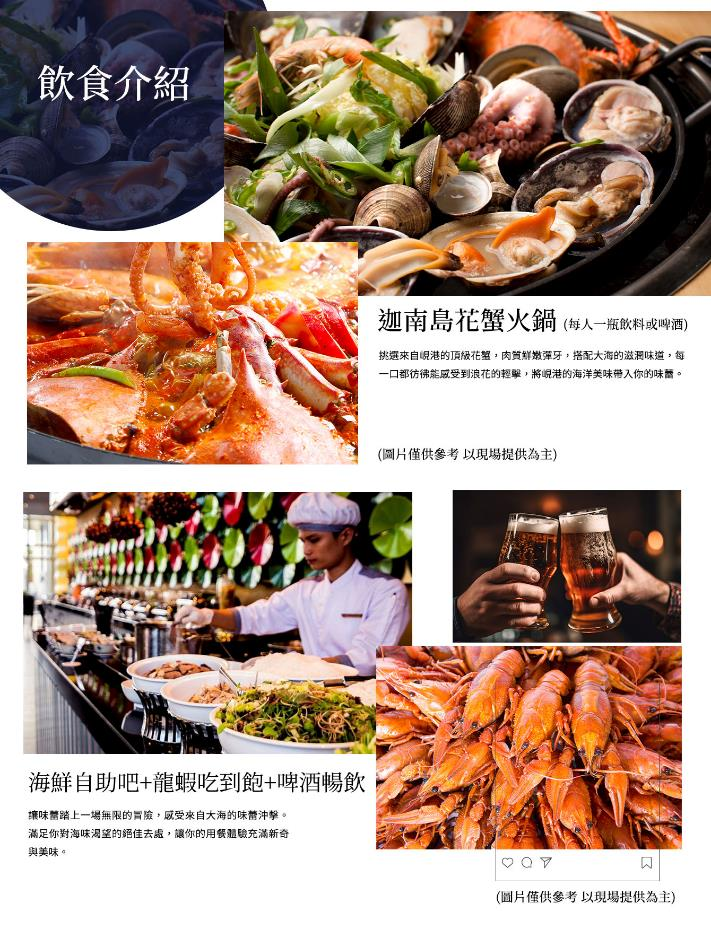 飲食介紹
迦南島花蟹火鍋 (每人一瓶飲料或啤酒)
挑選來自峴港的頂級花蟹，肉質鮮嫩彈牙，搭配大海的滋潤味道，每
一口都彷彿能感受到浪花的輕擊，將峴港的海洋美味帶入你的味蕾。
(圖片僅供參考 以現場提供為主)
海鮮自助吧+龍蝦吃到飽+啤酒暢飲
讓味蕾踏上一場無限的冒險，感受來自大海的味蕾沖擊。
滿足你對海味渴望的絕佳去處，讓你的用餐體驗充滿新奇
與美味。
(圖片僅供參考 以現場提供為主)